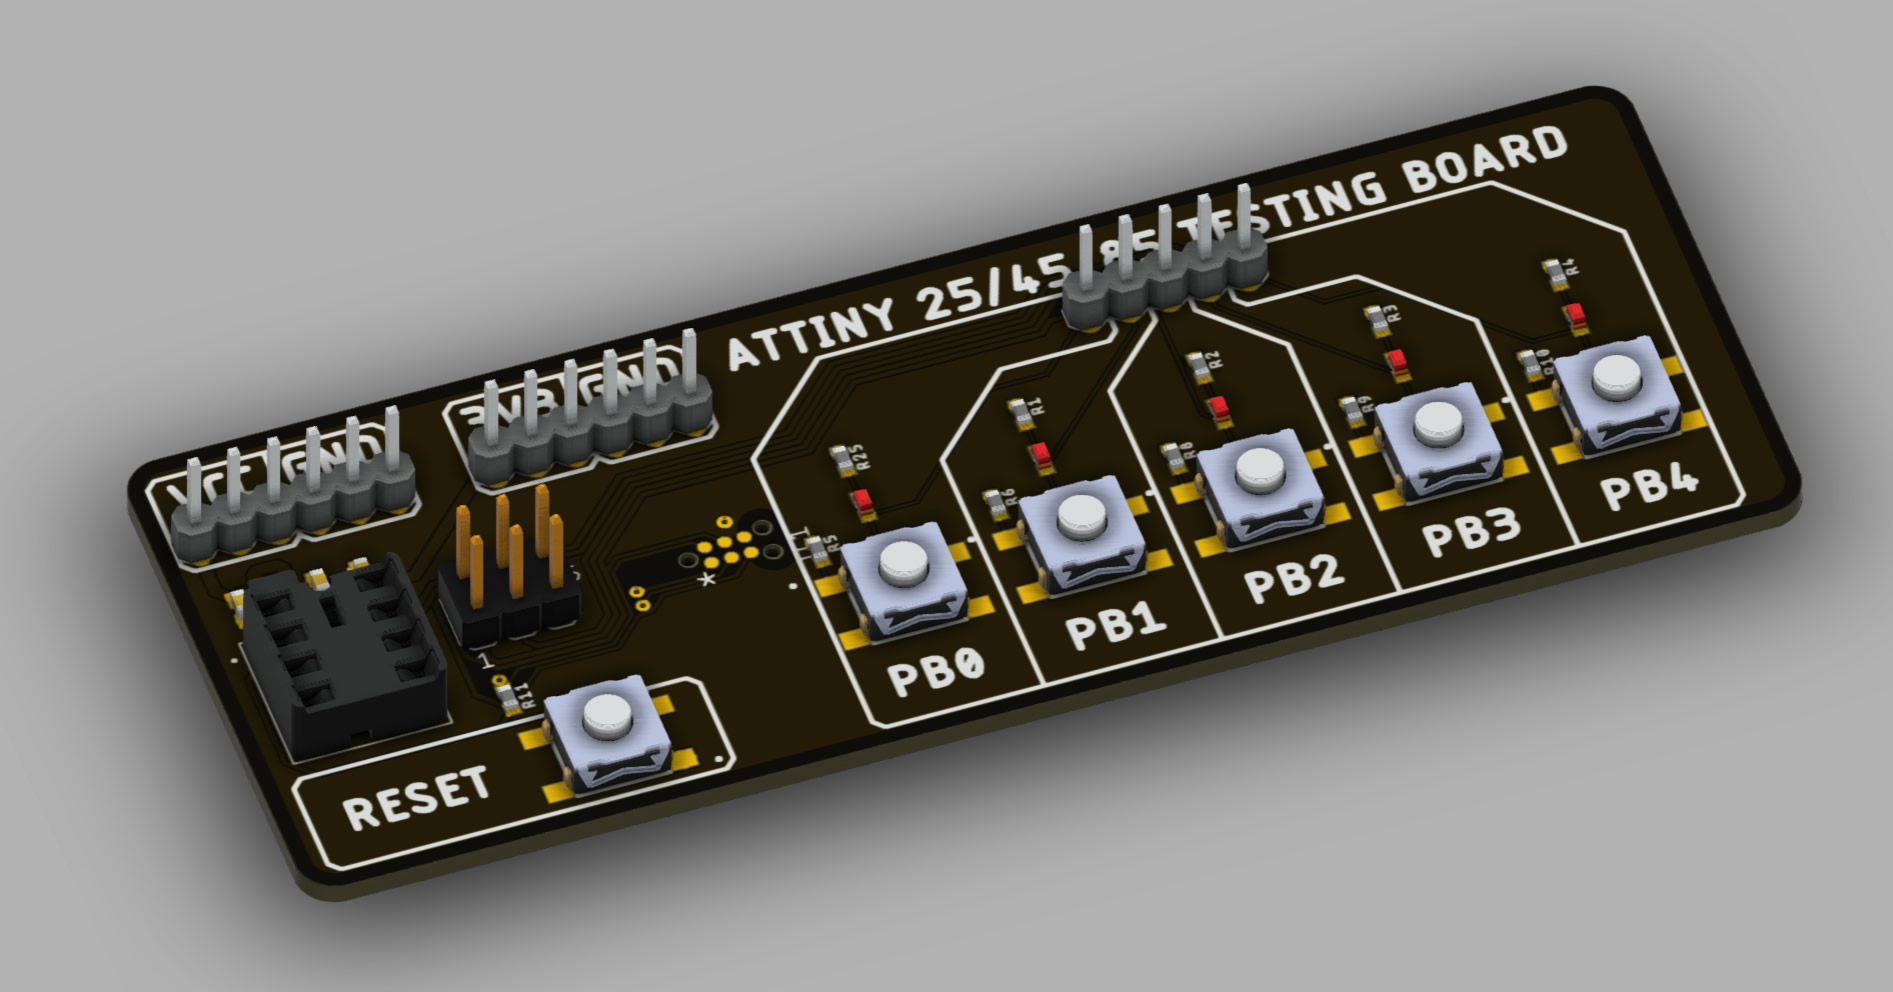 ATTINY 25/45/85 TESTING BOARD
VCC GND
3V3 GND
R4
R3
R2
R1
R25
R10
R9
R8
R6
R5
*
1
R11
PB4
PB3
PB2
PB1
PB0
RESET